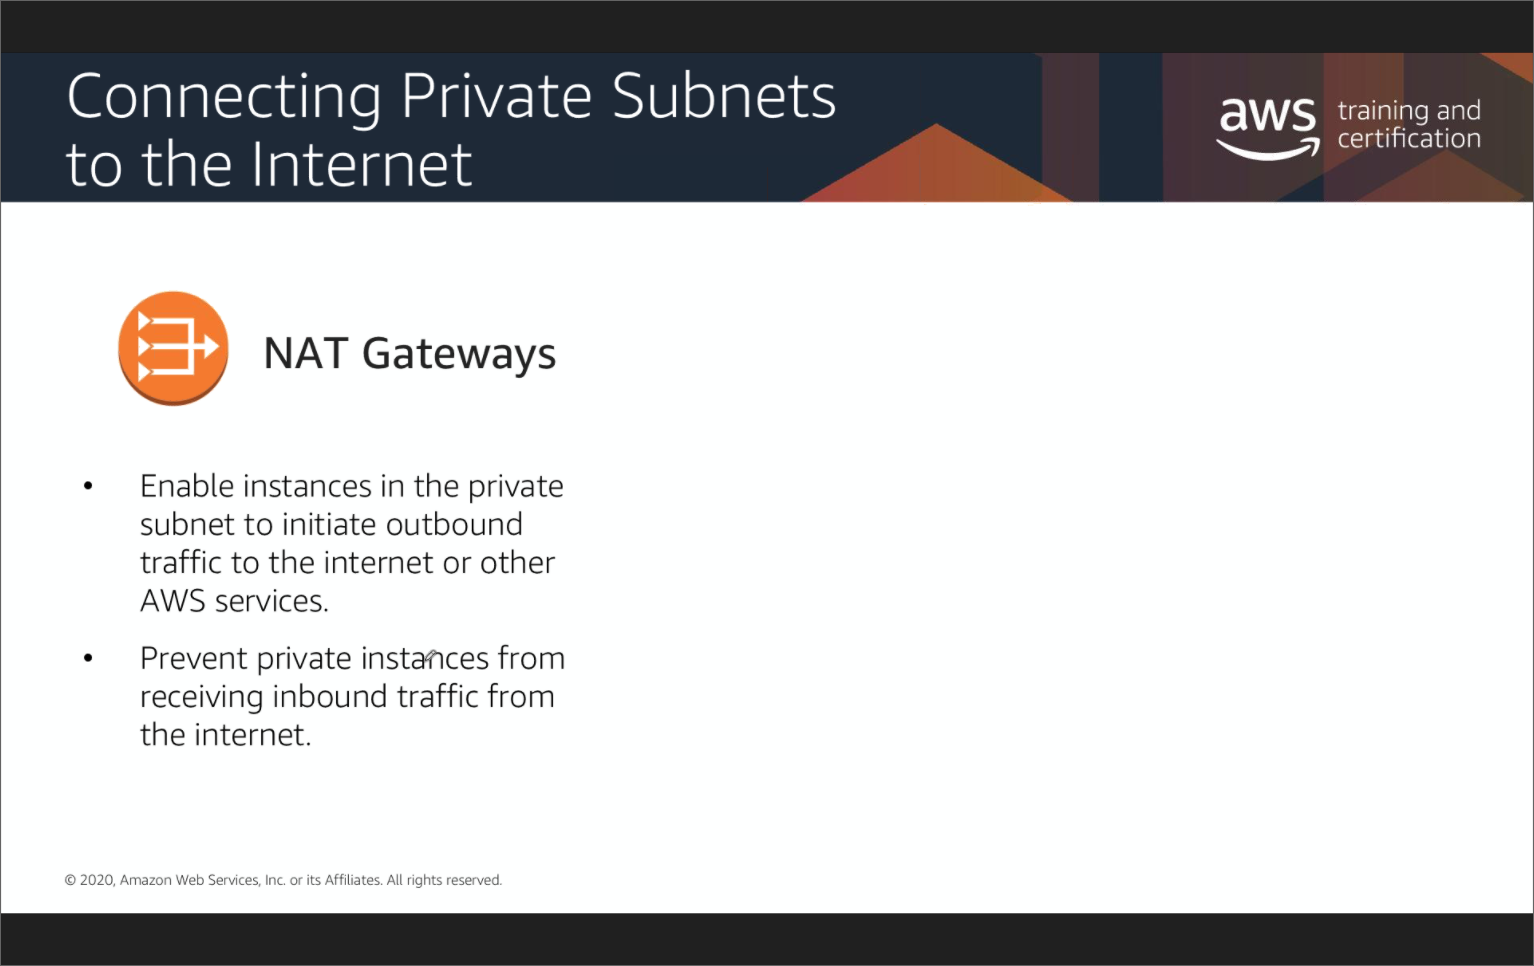 Connecting Private Subnets
to the Internet
aws training and
certification
NAT Gateways
• Enable instances in the private
subnet to initiate outbound
traffic to the internet or other
AWS services.
• Prevent private instances from
receiving inbound traffic from
the internet.
© 2020, Amazon Web Services, Inc. or its Affiliates. All rights reserved.